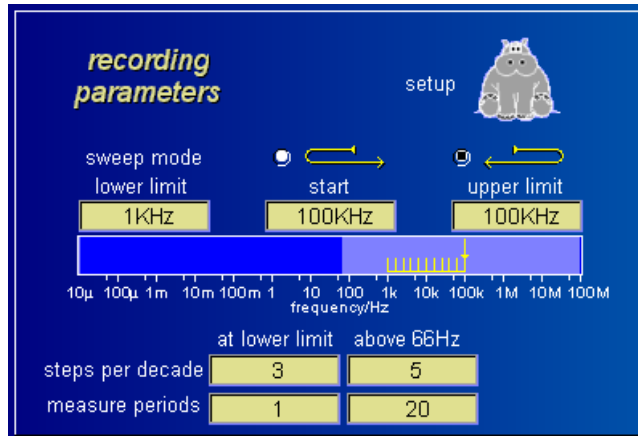 recording
parameters
setup
sweep mode
lower limit start upper limit
1KHz 100KHz 100KHz
10µ 100µ 1m 10m 100m 1 10 100 1k 10k 100k 1M 10M 100M
frequency/Hz
at lower limit above 66Hz
steps per decade 3 5
measure periods 1 20